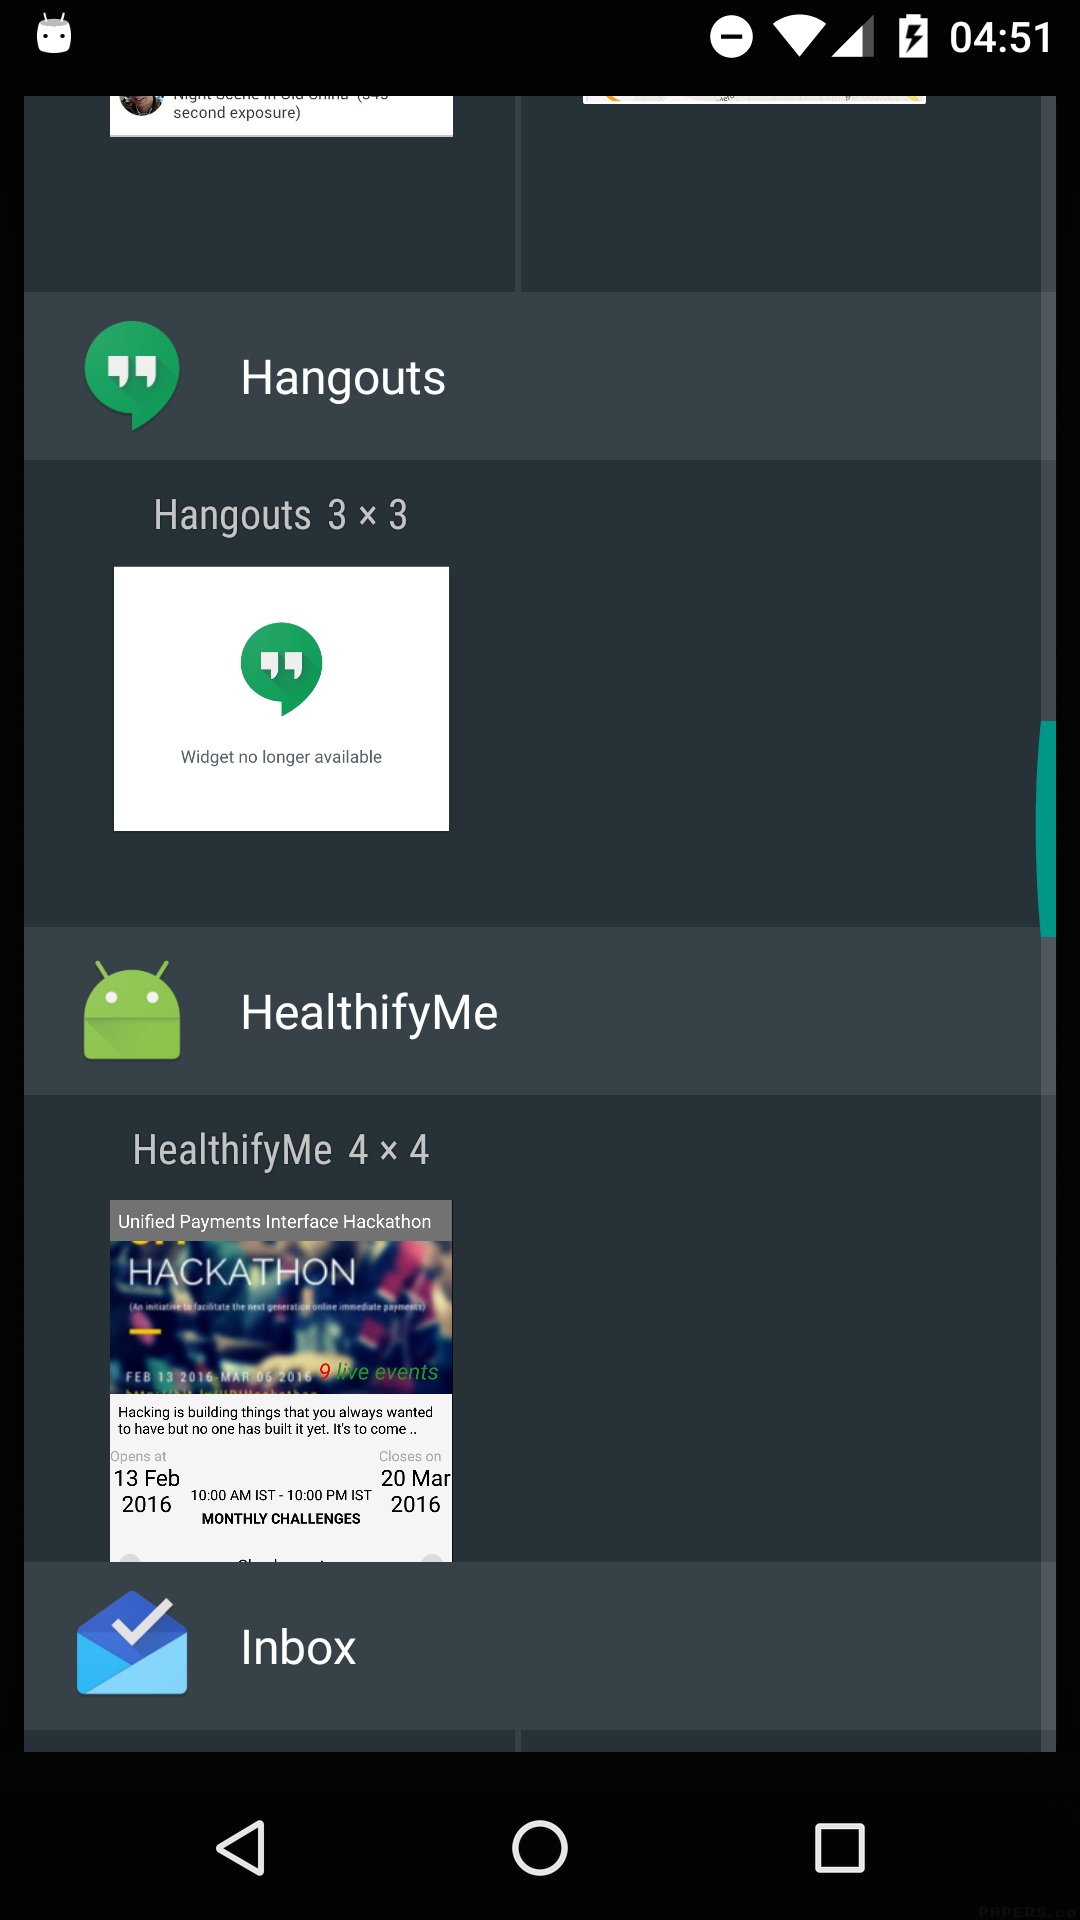 04:51
second exposure)
Hangouts
Hangouts 3 × 3
Widget no longer available
HealthifyMe
HealthifyMe 4 × 4
Unified Payments Interface Hackathon
HACKATHON
(An initiative to facilitate the next generation online immediate payments)
FEB 13 2016-MAR 06 2016
9 live events
Hacking is building things that you always wanted
to have but no one has built it yet. It's to come ..
Opens at
Closes on
13 Feb
2016
20 Mar
2016
10:00 AM IST - 10:00 PM IST
MONTHLY CHALLENGES
Inbox
PAPERS.co